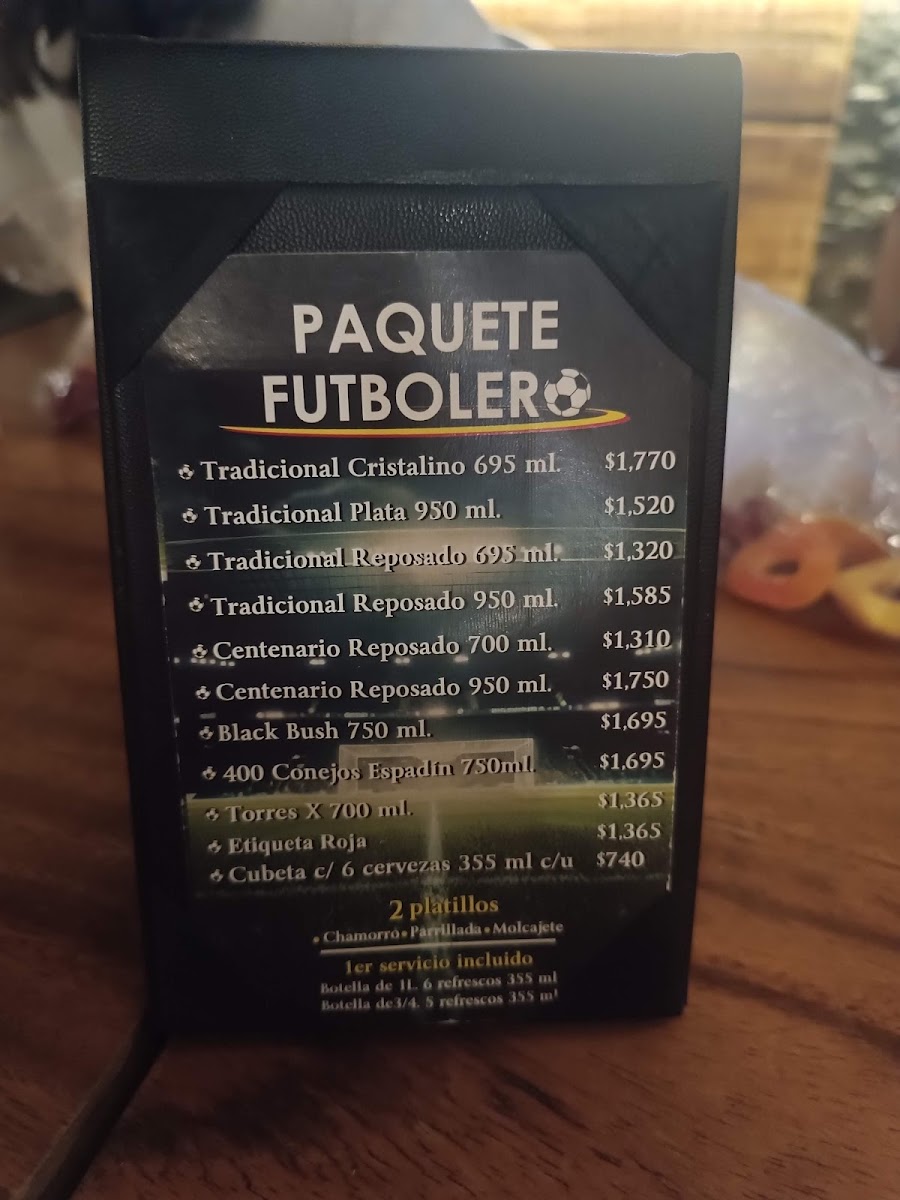 PAQUETE
FUTBOLERO
Tradicional Cristalino 695 ml. $1,770
Tradicional Plata 950 ml. $1,520
Tradicional Reposado 695 ml. $1,320
Tradicional Reposado 950 ml. $1,585
Centenario Reposado 700 ml. $1,310
Centenario Reposado 950 ml. $1,750
Black Bush 750 ml. $1,695
400 Conejos Espadín 750ml. $1,695
Torres X 700 ml. $1,365
Etiqueta Roja $1,365
Cubeta c/ 6 cervezas 355 ml c/u $740
2 platillos
• Chamorro • Parrillada • Molcajete
1er servicio incluido
Botella de 1L. 6 refrescos 355 ml
Botella de3/4. 5 refrescos 355 ml